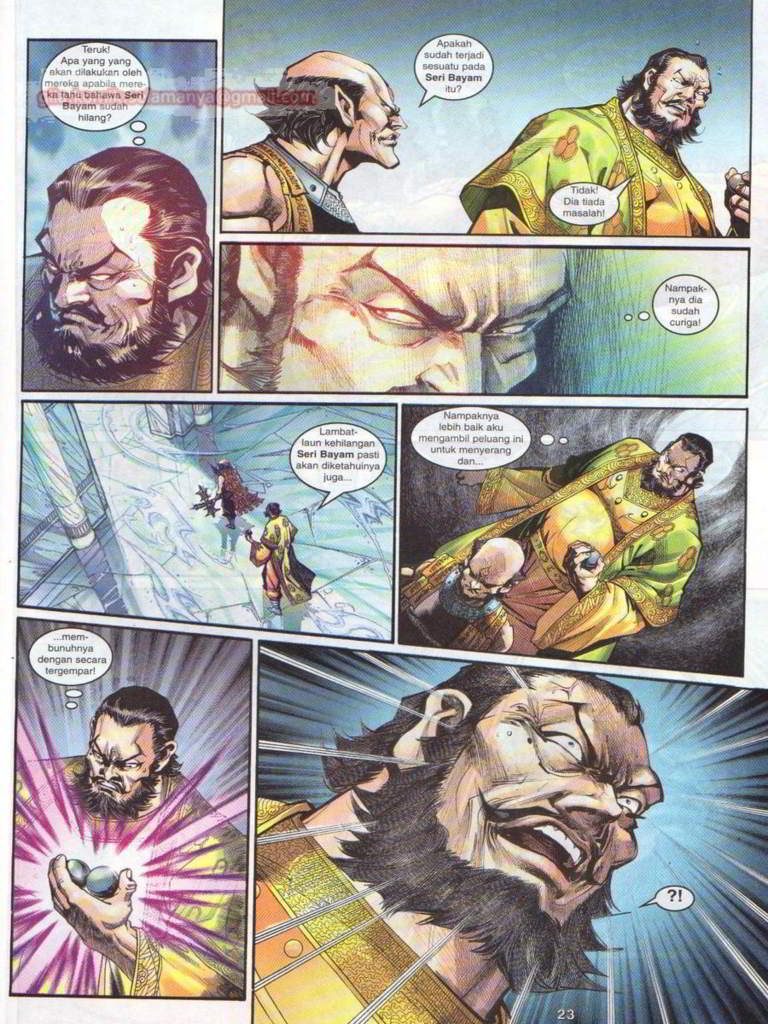 Teruk!
Apa yang yang
akan dilakukan oleh
mereka apabila mere-
ka tahu bahawa Seri
Bayam sudah
hilang?
Apakah
sudah terjadi
sesuatu pada
Seri Bayam
itu?
Tidak!
Dia tiada
masalah!
Nampak-
nya dia
sudah
curiga!
Lambat-
laun kehilangan
Seri Bayam pasti
akan diketahuinya
juga...
Nampaknya
lebih baik aku
mengambil peluang ini
untuk menyerang
dan...
...mem-
bunuhnya
dengan secara
tergempar!
?!
23